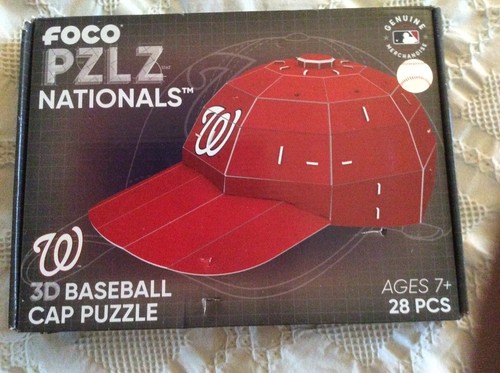 FOCO
PZLZ
NATIONALS™
GENUINE
MERCHANDISE
W
W
3D BASEBALL
CAP PUZZLE
AGES 7+
28 PCS